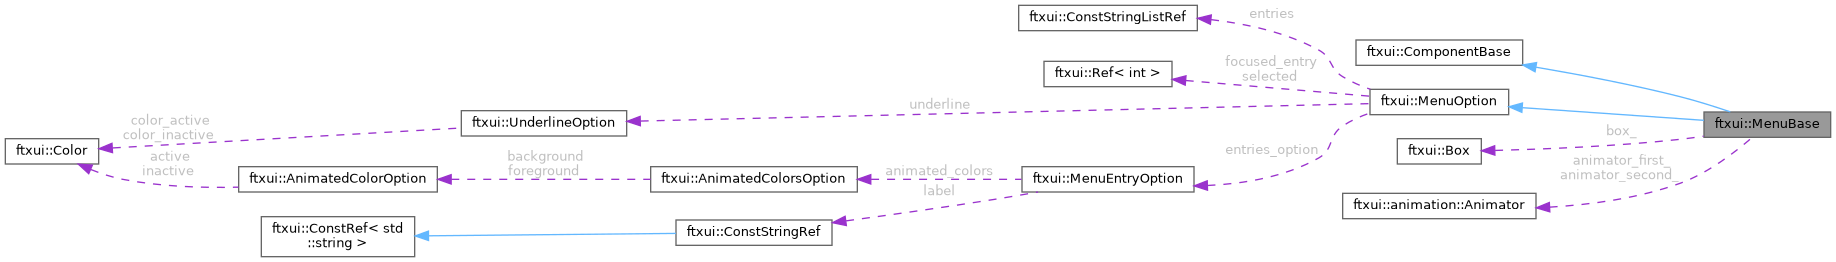 ftxui::ConstStringListRef
entries
ftxui::ComponentBase
focused_entry
selected
ftxui::Ref< int >
ftxui::MenuOption
underline
ftxui::UnderlineOption
ftxui::MenuBase
color_active
color_inactive
box_
ftxui::Color
ftxui::Box
active
inactive
background
foreground
entries_option
animator_first_
animator_second_
ftxui::AnimatedColorOption
ftxui::AnimatedColorsOption
animated_colors
ftxui::MenuEntryOption
label
ftxui::animation::Animator
ftxui::ConstRef< std
::string >
ftxui::ConstStringRef